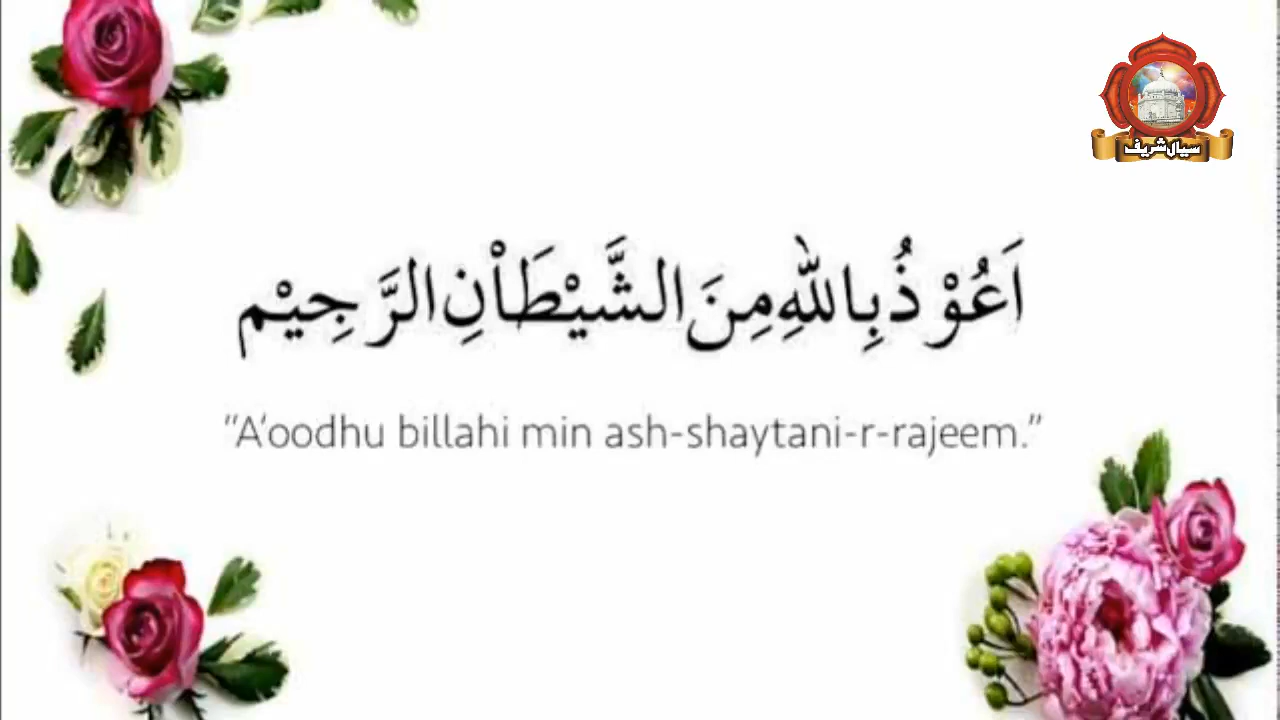 سیال شریف
اَعُوْذُ بِاللّٰهِ مِنَ الشَّيْطَاْنِ الرَّجِيْم
“A‘oodhu billahi min ash-shaytani-r-rajeem.”